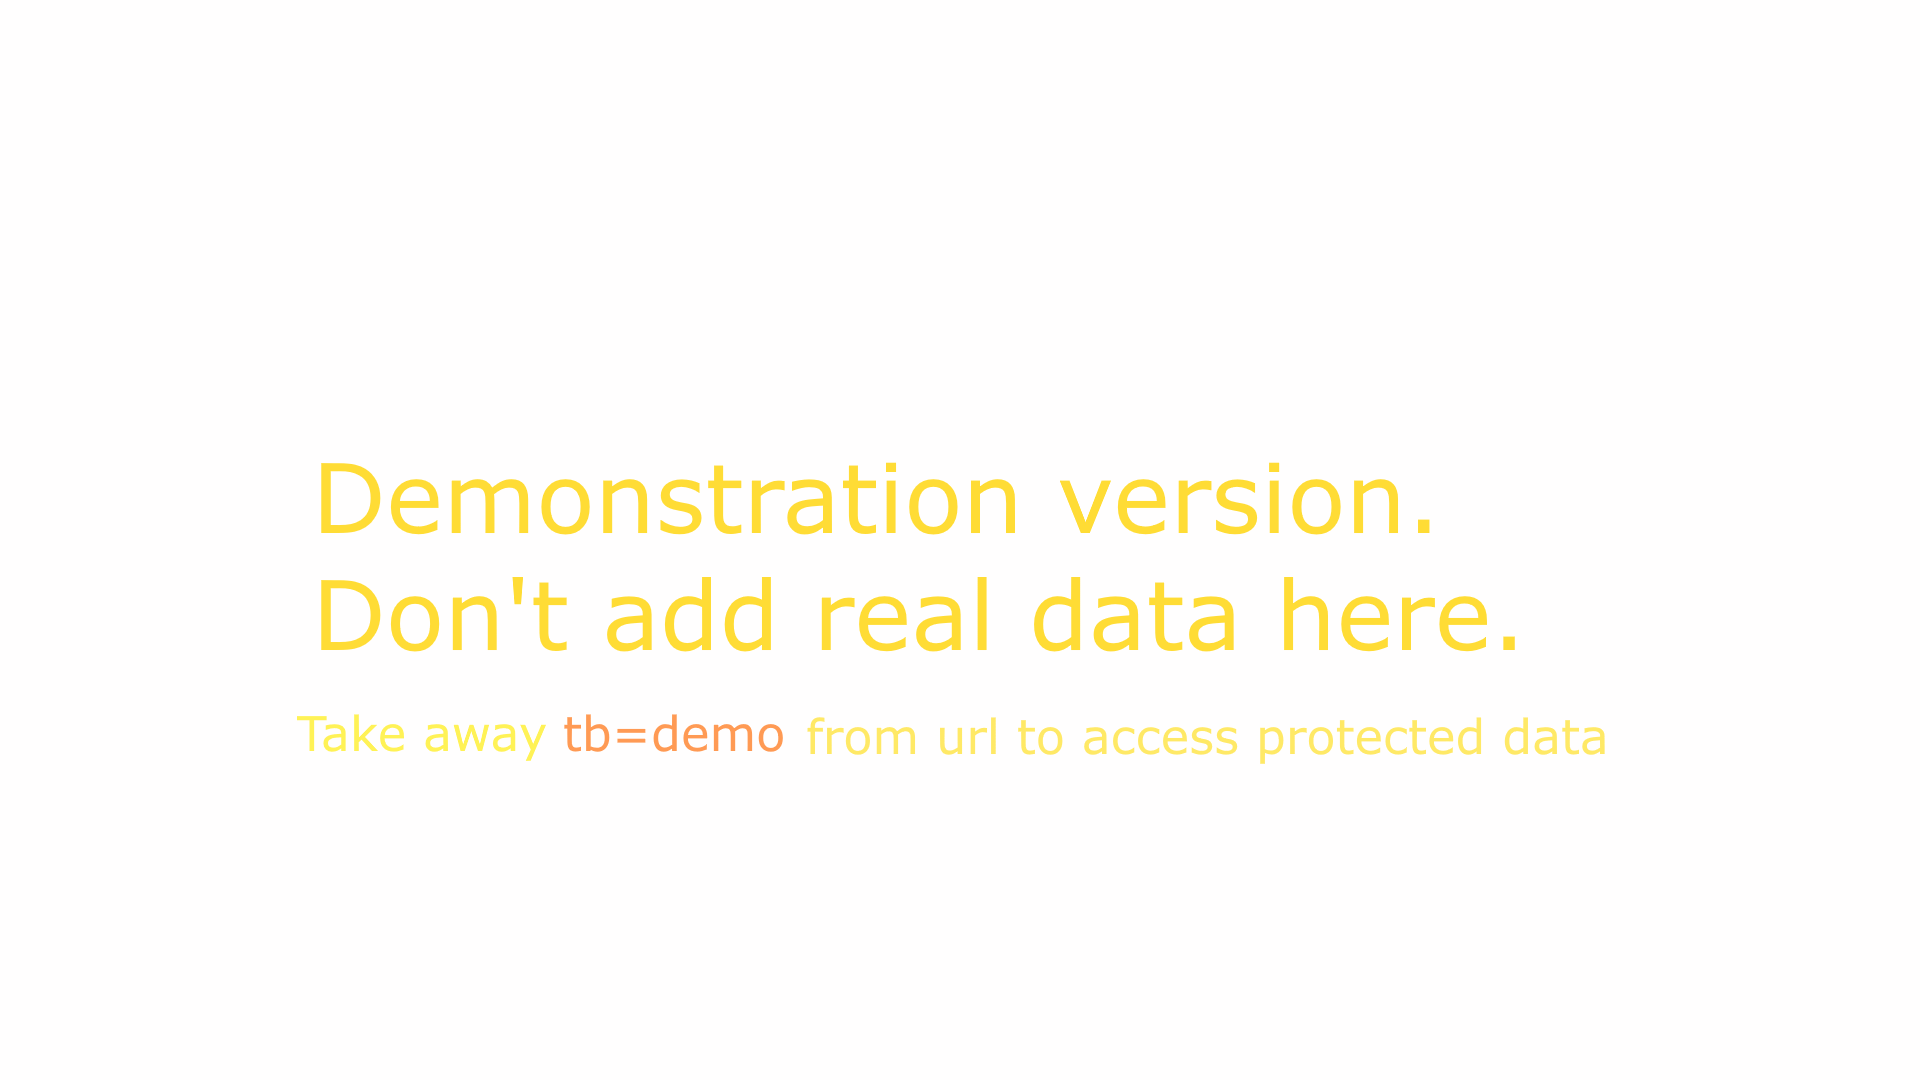 Demonstration version.
Don't add real data here.
Take away tb=demo from url to access protected data